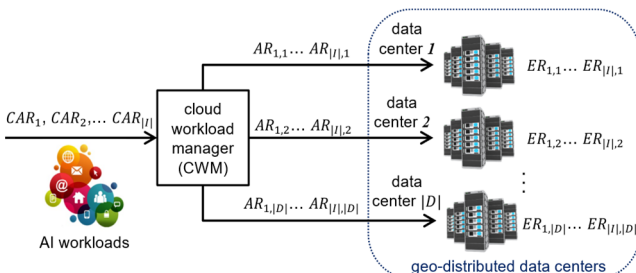 data
center 1
AR₁,₁… AR|I|,₁
ER₁,₁… ER|I|,₁
CAR₁, CAR₂,… CAR|I|
cloud
workload
manager
(CWM)
data
center 2
AR₁,₂… AR|I|,₂
ER₁,₂… ER|I|,₂
⋮
data
center |D|
AR₁,|D|… AR|I|,|D|
ER₁,|D|… ER|I|,|D|
@
AI workloads
geo-distributed data centers